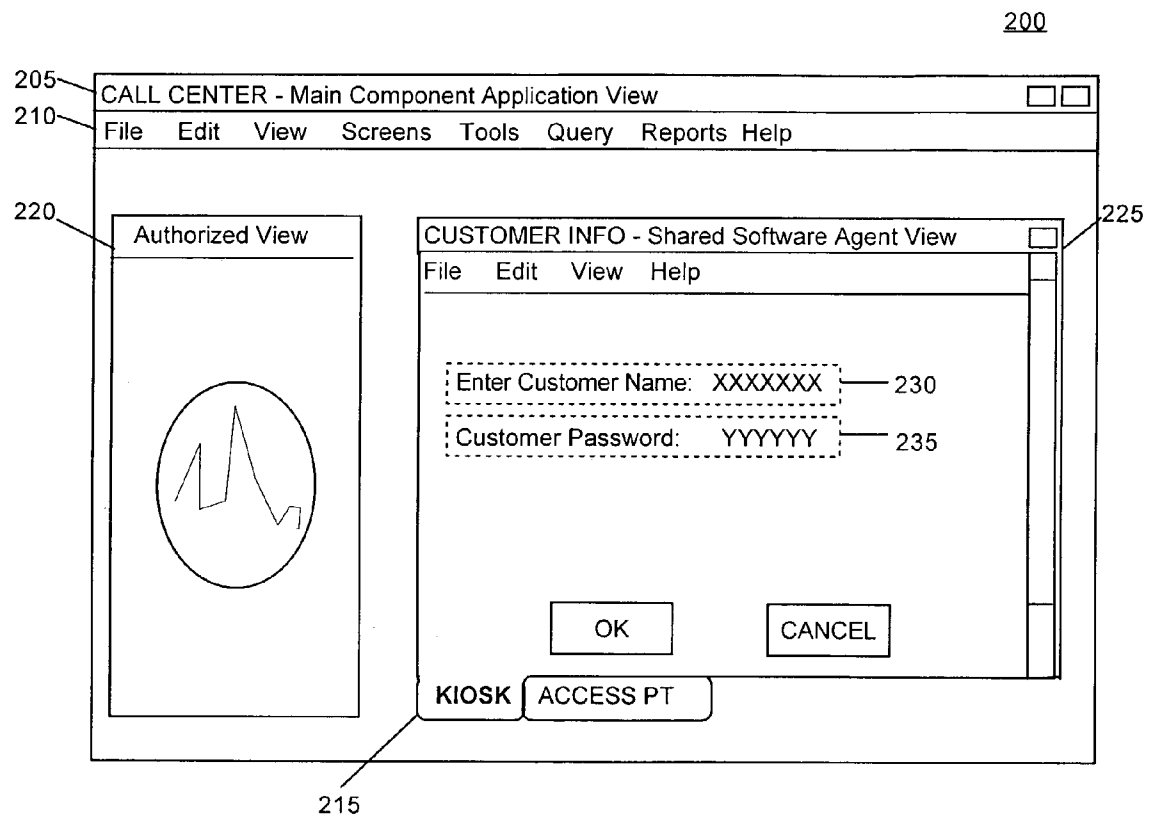 200
205
CALL CENTER - Main Component Application View
210
File Edit View Screens Tools Query Reports Help
220
Authorized View
225
CUSTOMER INFO - Shared Software Agent View
File Edit View Help
Enter Customer Name: XXXXXXX
230
Customer Password: YYYYYY
235
OK
CANCEL
KIOSK
ACCESS PT
215